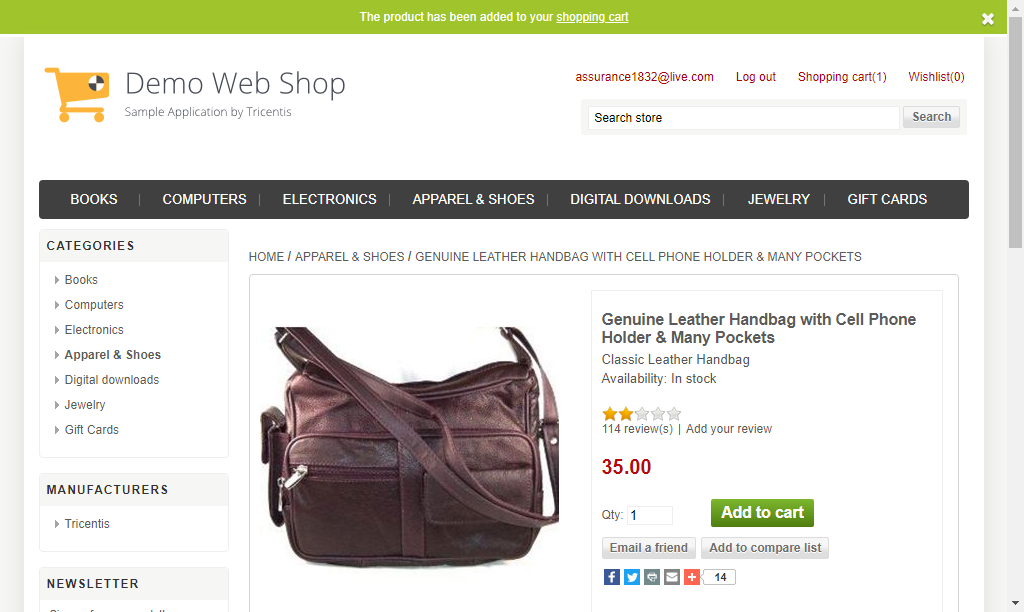 The product has been added to your shopping cart
Demo Web Shop
Sample Application by Tricentis
assurance1832@live.com Log out Shopping cart(1) Wishlist(0)
Search store Search
BOOKS | COMPUTERS | ELECTRONICS | APPAREL & SHOES | DIGITAL DOWNLOADS | JEWELRY | GIFT CARDS
CATEGORIES
Books
Computers
Electronics
Apparel & Shoes
Digital downloads
Jewelry
Gift Cards
MANUFACTURERS
Tricentis
NEWSLETTER
HOME / APPAREL & SHOES / GENUINE LEATHER HANDBAG WITH CELL PHONE HOLDER & MANY POCKETS
Genuine Leather Handbag with Cell Phone
Holder & Many Pockets
Classic Leather Handbag
Availability: In stock
114 review(s) | Add your review
35.00
Qty: 1 Add to cart
Email a friend Add to compare list
14